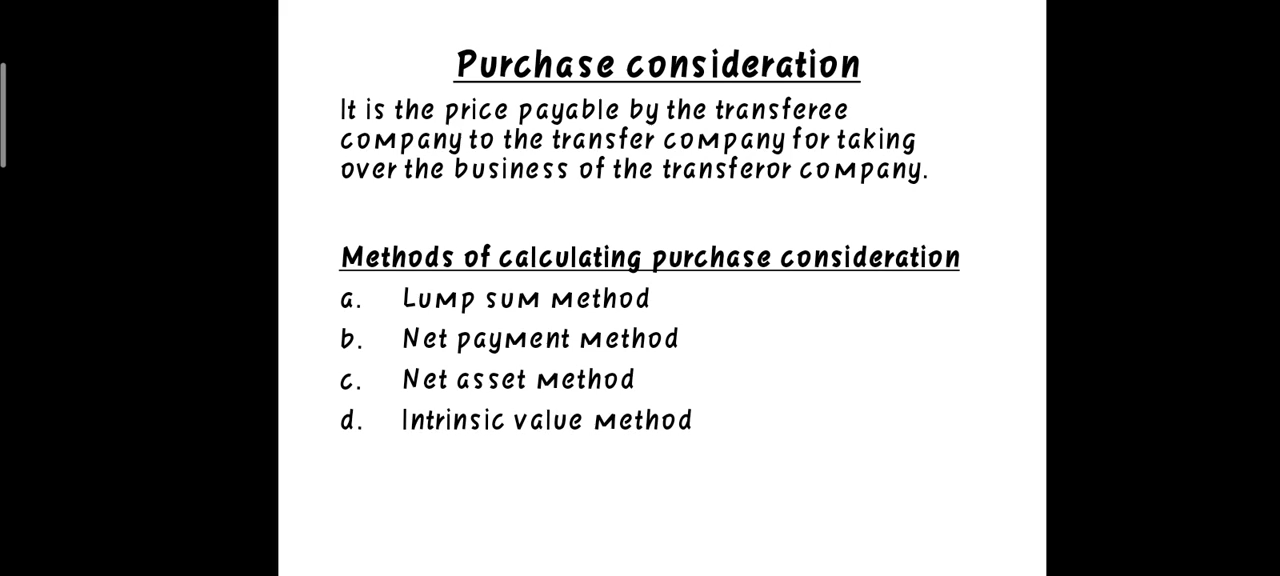 Purchase consideration
It is the price payable by the transferee
company to the transfer company for taking
over the business of the transferor company.
Methods of calculating purchase consideration
a. Lump sum method
b. Net payment method
c. Net asset method
d. Intrinsic value method